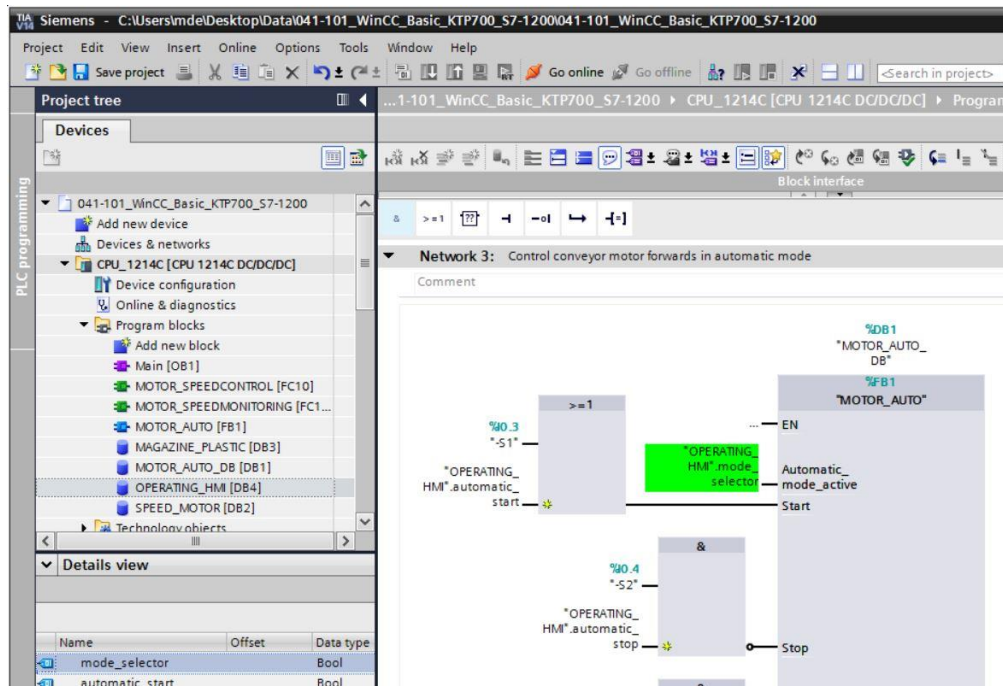 TIA V14 Siemens - C:\Users\mde\Desktop\Data\041-101_WinCC_Basic_KTP700_S7-1200\041-101_WinCC_Basic_KTP700_S7-1200
Project Edit View Insert Online Options Tools Window Help
Save project Go online Go offline <Search in project>
Project tree
...1-101_WinCC_Basic_KTP700_S7-1200 CPU_1214C [CPU 1214C DC/DC/DC] Program
Devices
PLC programming
Block interface
041-101_WinCC_Basic_KTP700_S7-1200
Add new device
Devices & networks
CPU_1214C [CPU 1214C DC/DC/DC]
Device configuration
Online & diagnostics
Program blocks
Add new block
Main [OB1]
MOTOR_SPEEDCONTROL [FC10]
MOTOR_SPEEDMONITORING [FC1...
MOTOR_AUTO [FB1]
MAGAZINE_PLASTIC [DB3]
MOTOR_AUTO_DB [DB1]
OPERATING_HMI [DB4]
SPEED_MOTOR [DB2]
Technology objects
Details view
Name Offset Data type
mode_selector Bool
automatic_start Bool
& >=1 ??
Network 3: Control conveyor motor forwards in automatic mode
Comment
%DB1
"MOTOR_AUTO_
DB"
%FB1
"MOTOR_AUTO"
>=1
%I0.3
"-S1"
"OPERATING_
HMI".automatic_
start
... EN
"OPERATING_
HMI".mode_
selector
Automatic_
mode_active
Start
&
%I0.4
"-S2"
"OPERATING_
HMI".automatic_
stop
Stop
&